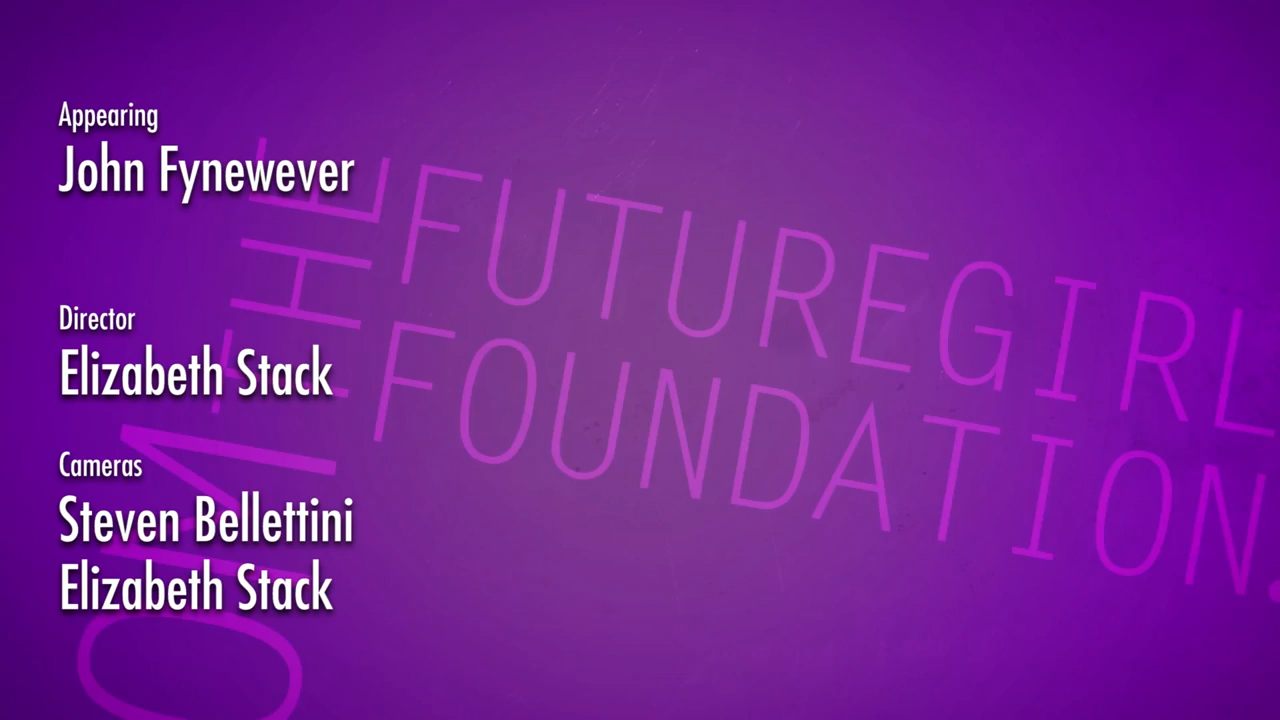 Appearing
John Fynewever
Director
Elizabeth Stack
Cameras
Steven Bellettini
Elizabeth Stack
THE
FUTUREGIRL
FOUNDATION.